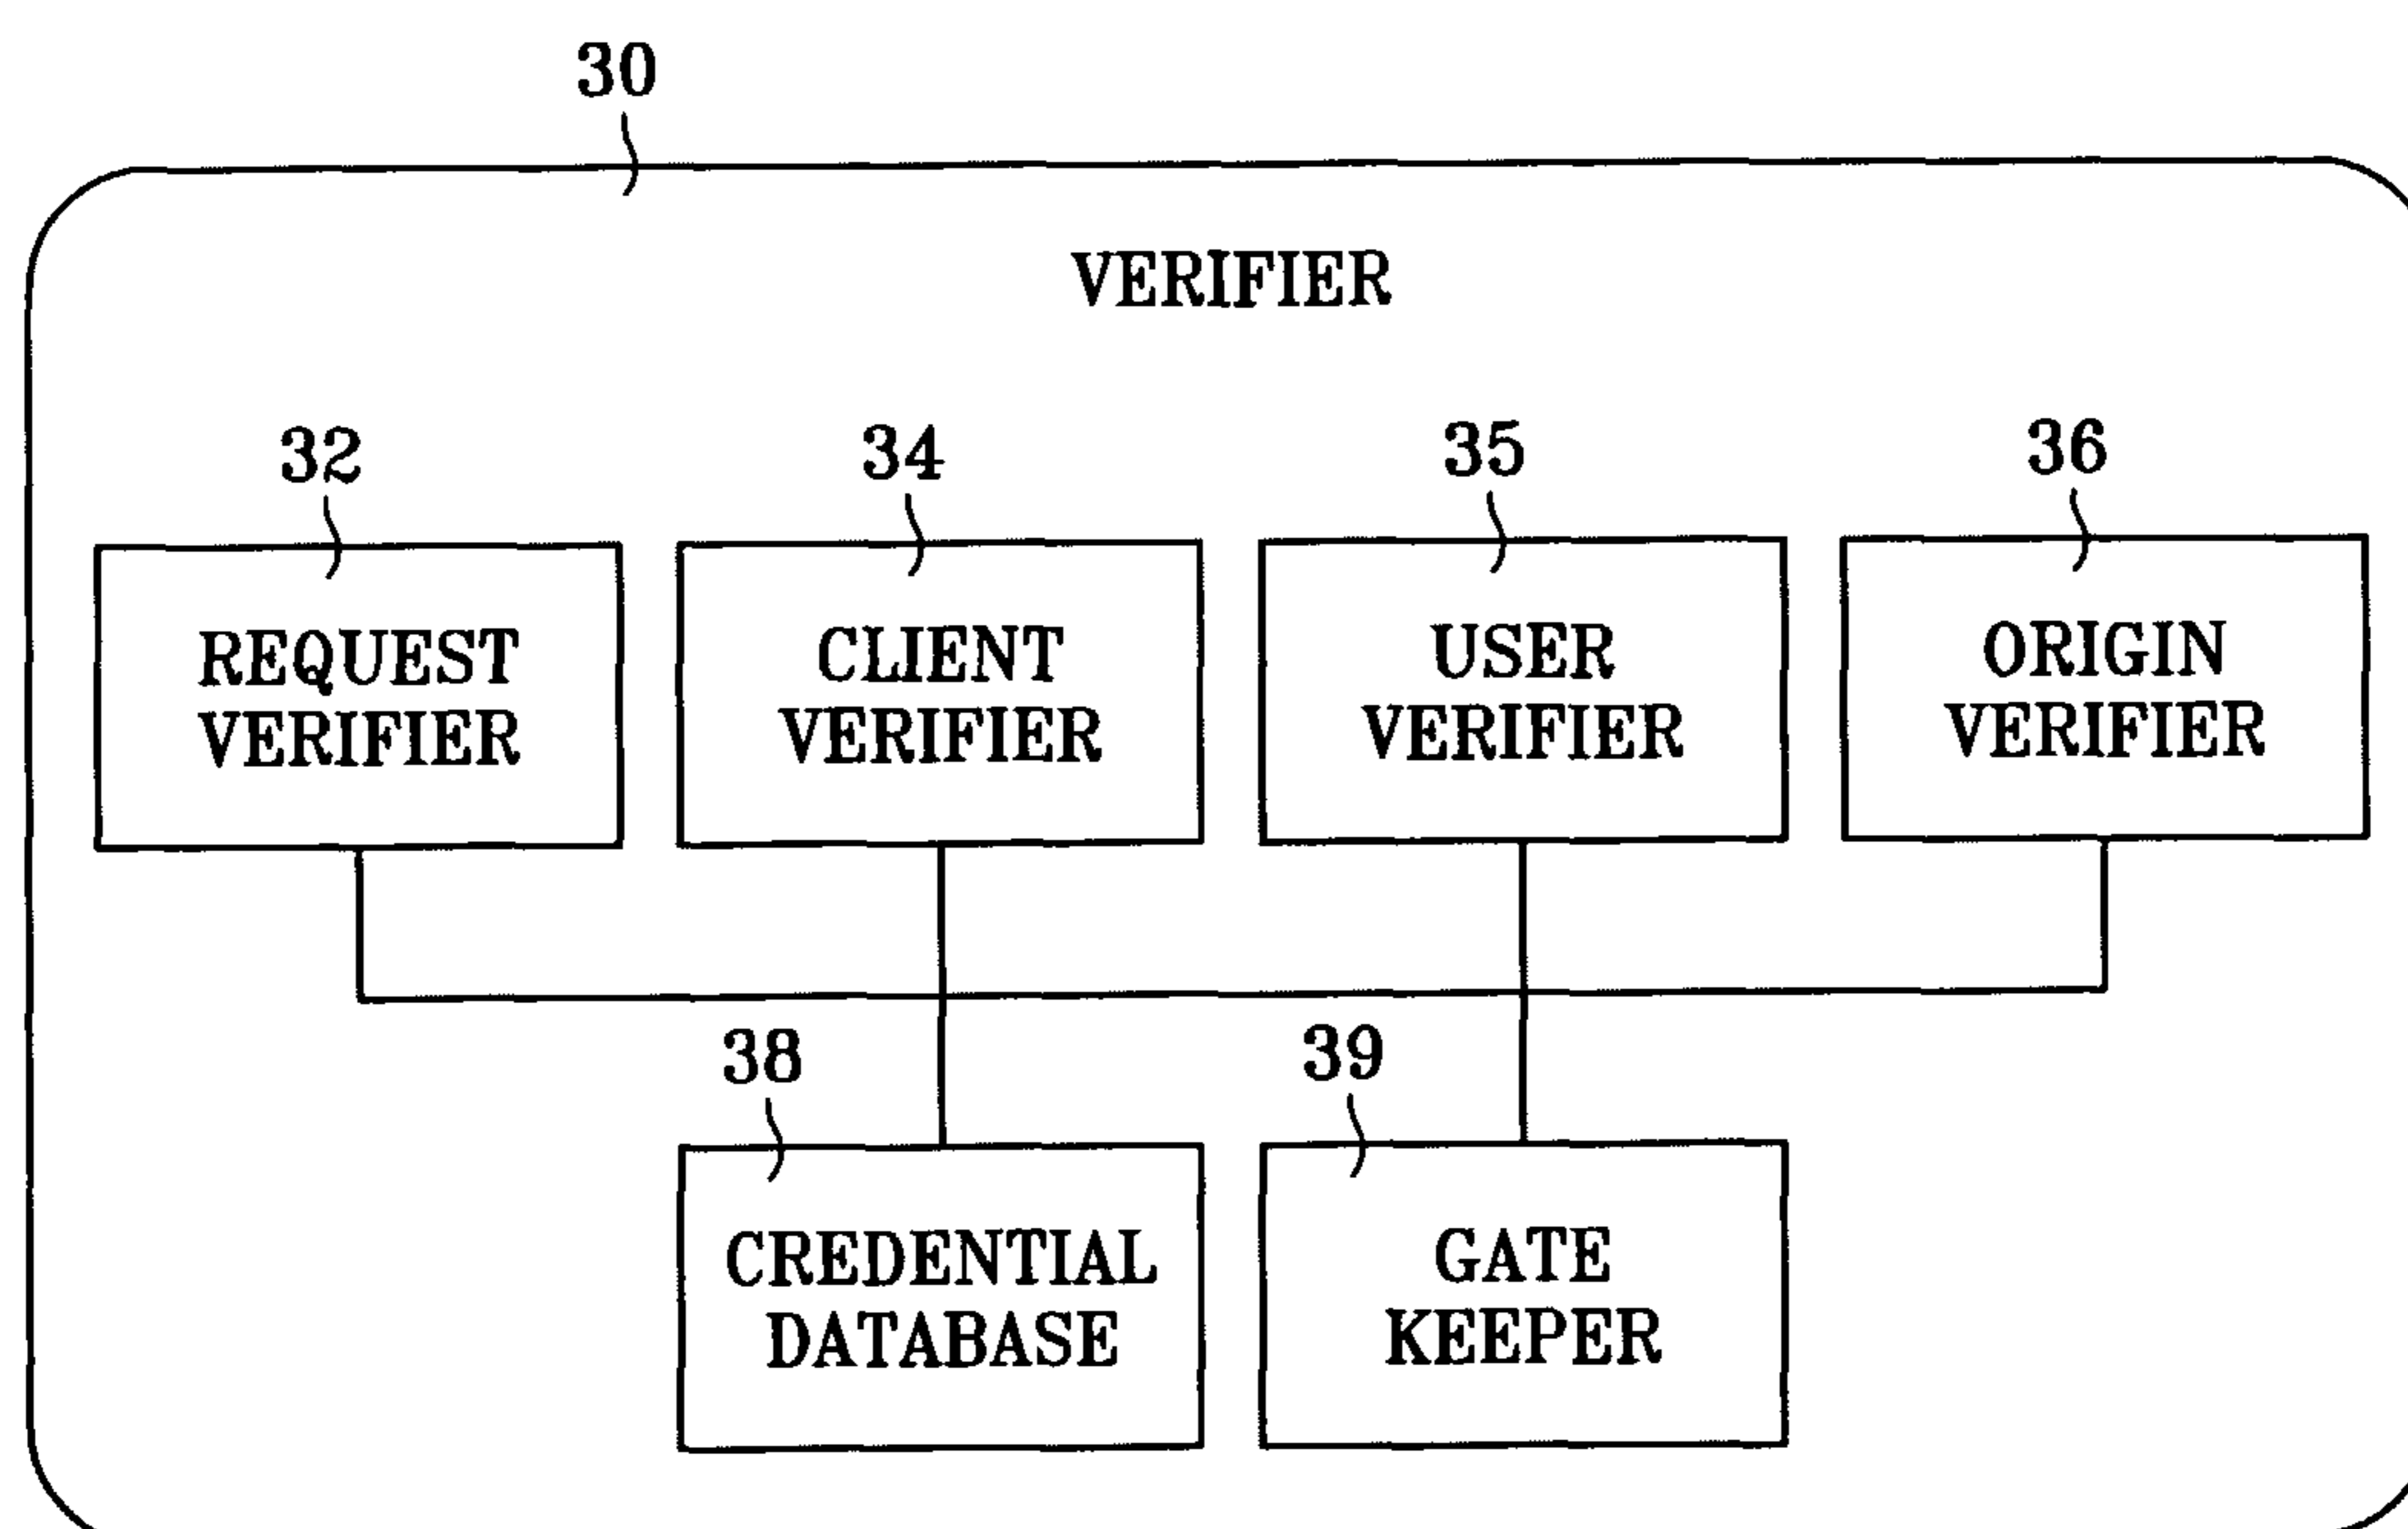 30
VERIFIER
32
34
35
36
REQUEST
VERIFIER
CLIENT
VERIFIER
USER
VERIFIER
ORIGIN
VERIFIER
38
39
CREDENTIAL
DATABASE
GATE
KEEPER